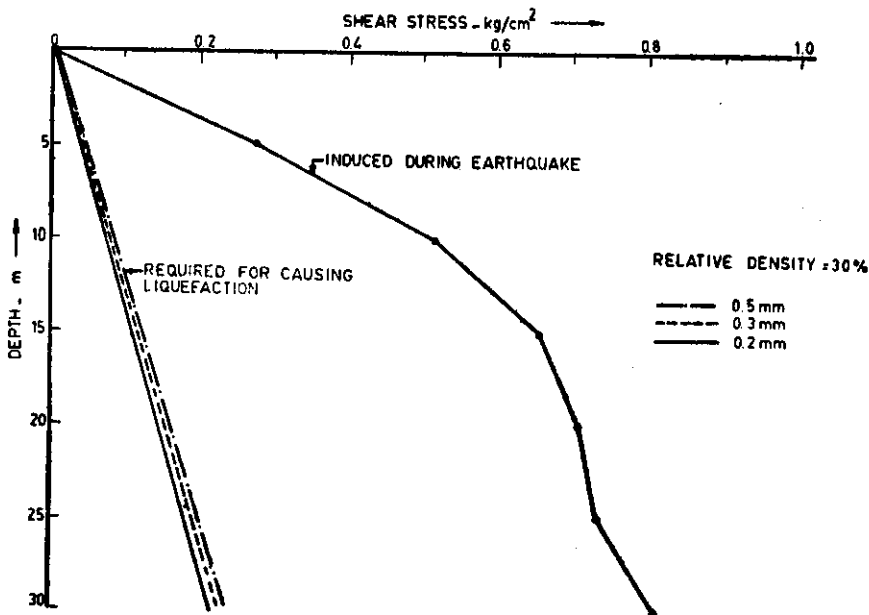 SHEAR STRESS - kg/cm²
0 0.2 0.4 0.6 0.8 1.0
5
INDUCED DURING EARTHQUAKE
10
REQUIRED FOR CAUSING
LIQUEFACTION
RELATIVE DENSITY = 30%
0.5 mm
0.3 mm
0.2 mm
DEPTH - m
15
20
25
30